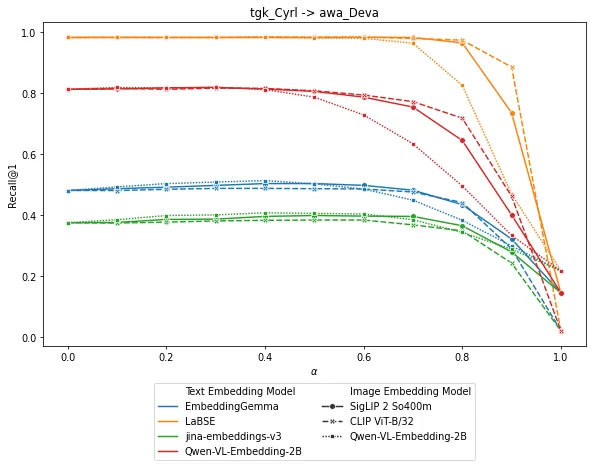 tgk_Cyrl -> awa_Deva
1.0
0.8
0.6
0.4
0.2
0.0
Recall@1
0.0 0.2 0.4 0.6 0.8 1.0
α
Text Embedding Model Image Embedding Model
EmbeddingGemma SigLIP 2 So400m
LaBSE CLIP ViT-B/32
jina-embeddings-v3 Qwen-VL-Embedding-2B
Qwen-VL-Embedding-2B